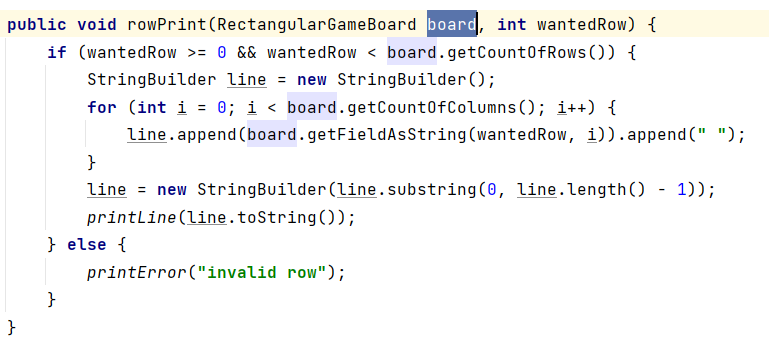 public void rowPrint(RectangularGameBoard board, int wantedRow) {
    if (wantedRow >= 0 && wantedRow < board.getCountOfRows()) {
        StringBuilder line = new StringBuilder();
        for (int i = 0; i < board.getCountOfColumns(); i++) {
            line.append(board.getFieldAsString(wantedRow, i)).append(" ");
        }
        line = new StringBuilder(line.substring(0, line.length() - 1));
        printLine(line.toString());
    } else {
        printError("invalid row");
    }
}